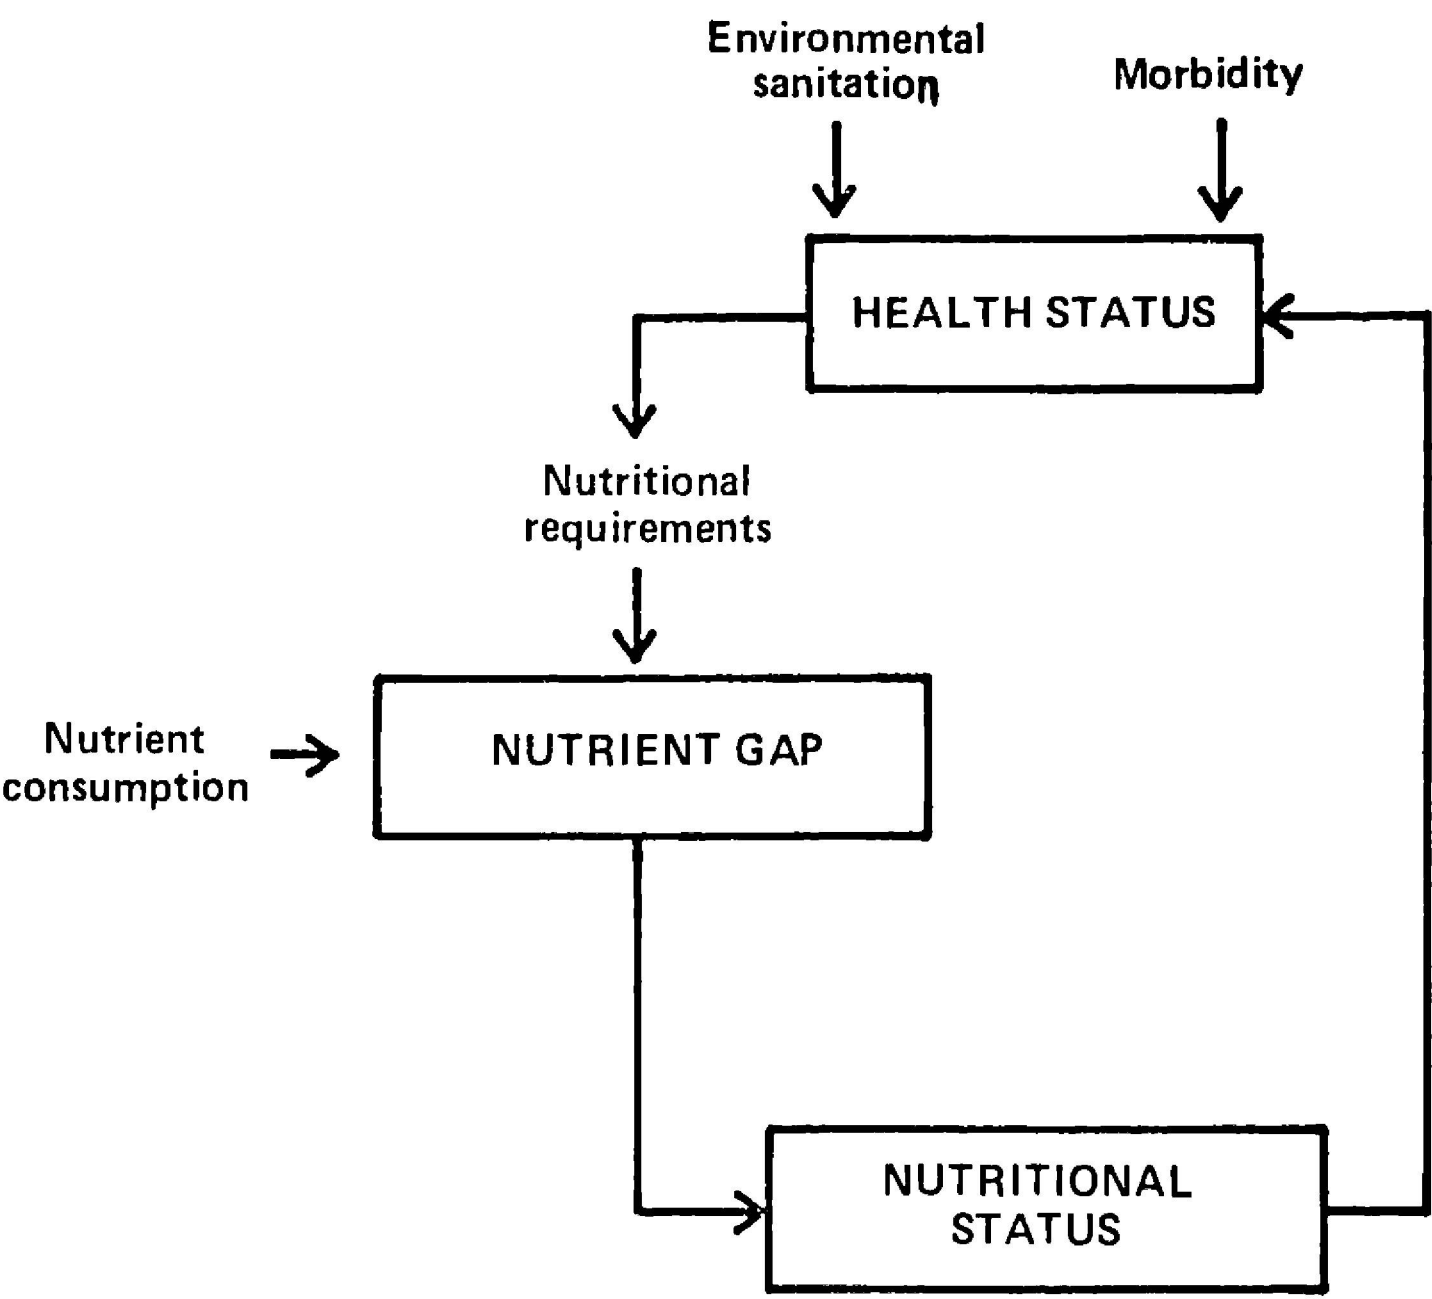 Environmental
sanitation
Morbidity
HEALTH STATUS
Nutritional
requirements
NUTRIENT GAP
Nutrient
consumption
NUTRITIONAL
STATUS